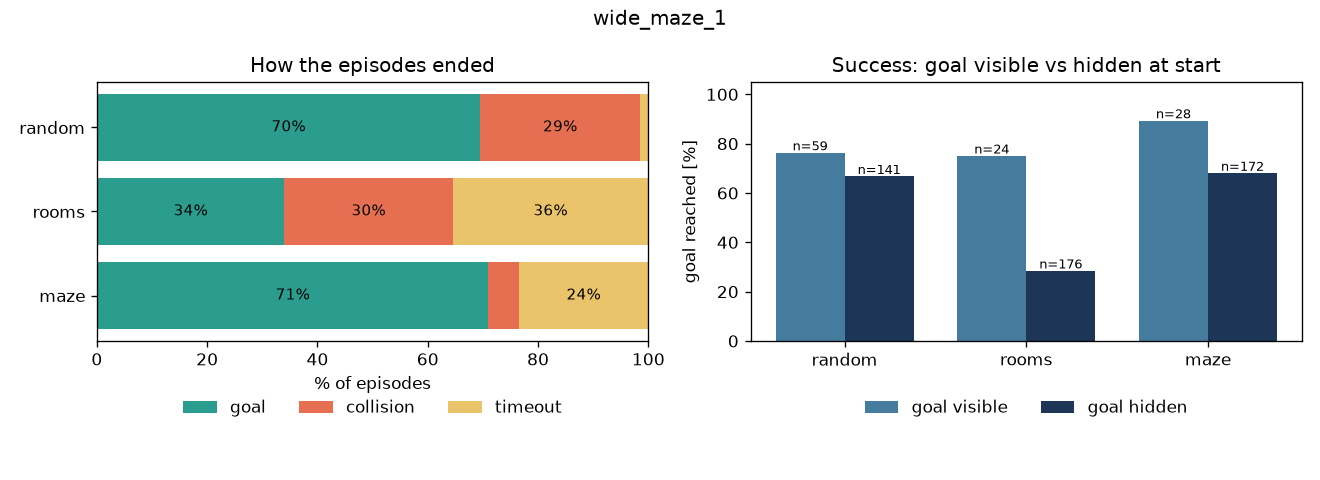 wide_maze_1
How the episodes ended
random
70%
29%
rooms
34%
30%
36%
maze
71%
24%
0 20 40 60 80 100
% of episodes
goal collision timeout
Success: goal visible vs hidden at start
goal reached [%]
100
80
60
40
20
0
n=59
n=141
n=24
n=176
n=28
n=172
random rooms maze
goal visible goal hidden